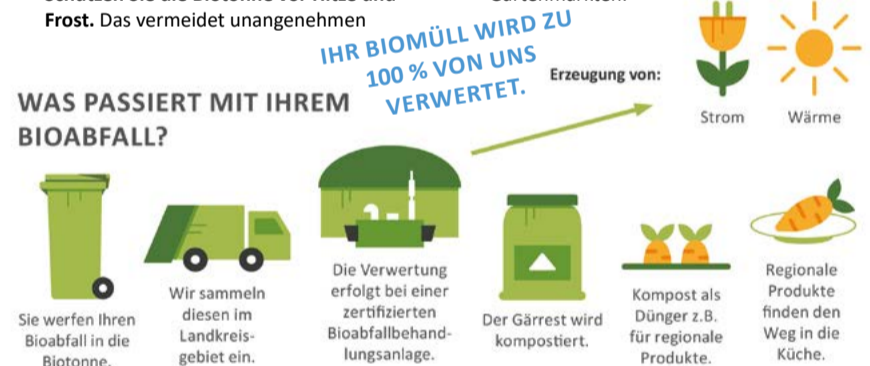 Frost. Das vermeidet unangenehmen
IHR BIOMÜLL WIRD ZU
100 % VON UNS
VERWERTET.
WAS PASSIERT MIT IHREM
BIOABFALL?
Erzeugung von:
Strom
Wärme
Sie werfen Ihren
Bioabfall in die
Biotonne.
Wir sammeln
diesen im
Landkreis-
gebiet ein.
Die Verwertung
erfolgt bei einer
zertifizierten
Bioabfallbehand-
lungsanlage.
Der Gärrest wird
kompostiert.
Kompost als
Dünger z.B.
für regionale
Produkte.
Regionale
Produkte
finden den
Weg in die
Küche.